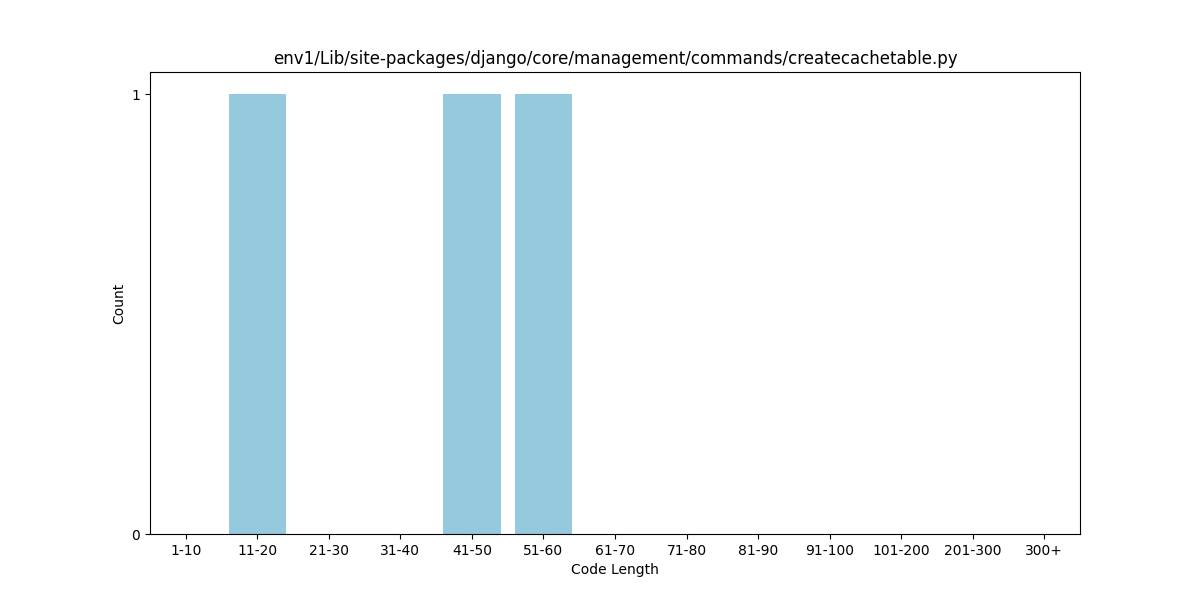 env1/Lib/site-packages/django/core/management/commands/createcachetable.py
1
Count
0
1-10 11-20 21-30 31-40 41-50 51-60 61-70 71-80 81-90 91-100 101-200 201-300 300+
Code Length